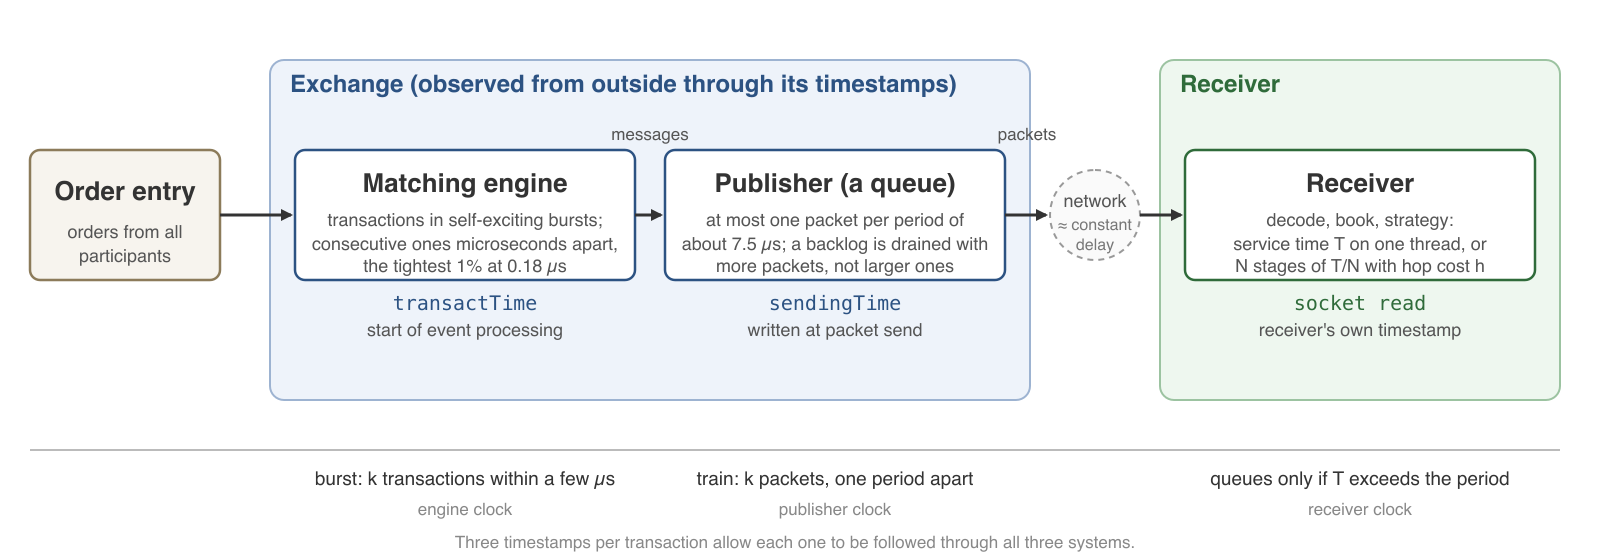 Exchange (observed from outside through its timestamps)
Receiver
messages
packets
Order entry
orders from all
participants
Matching engine
transactions in self-exciting bursts;
consecutive ones microseconds apart,
the tightest 1% at 0.18 µs
transactTime
start of event processing
Publisher (a queue)
at most one packet per period of
about 7.5 µs; a backlog is drained with
more packets, not larger ones
sendingTime
written at packet send
network
≈ constant
delay
Receiver
decode, book, strategy:
service time T on one thread, or
N stages of T/N with hop cost h
socket read
receiver's own timestamp
burst: k transactions within a few µs
engine clock
train: k packets, one period apart
publisher clock
queues only if T exceeds the period
receiver clock
Three timestamps per transaction allow each one to be followed through all three systems.